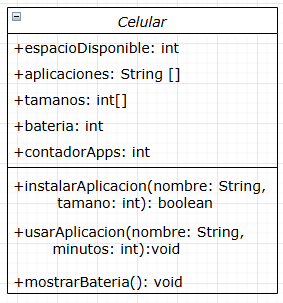 Celular
+espacioDisponible: int
+aplicaciones: String []
+tamanos: int[]
+bateria: int
+contadorApps: int
+instalarAplicacion(nombre: String,
tamano: int): boolean
+usarAplicacion(nombre: String,
minutos: int):void
+mostrarBateria(): void